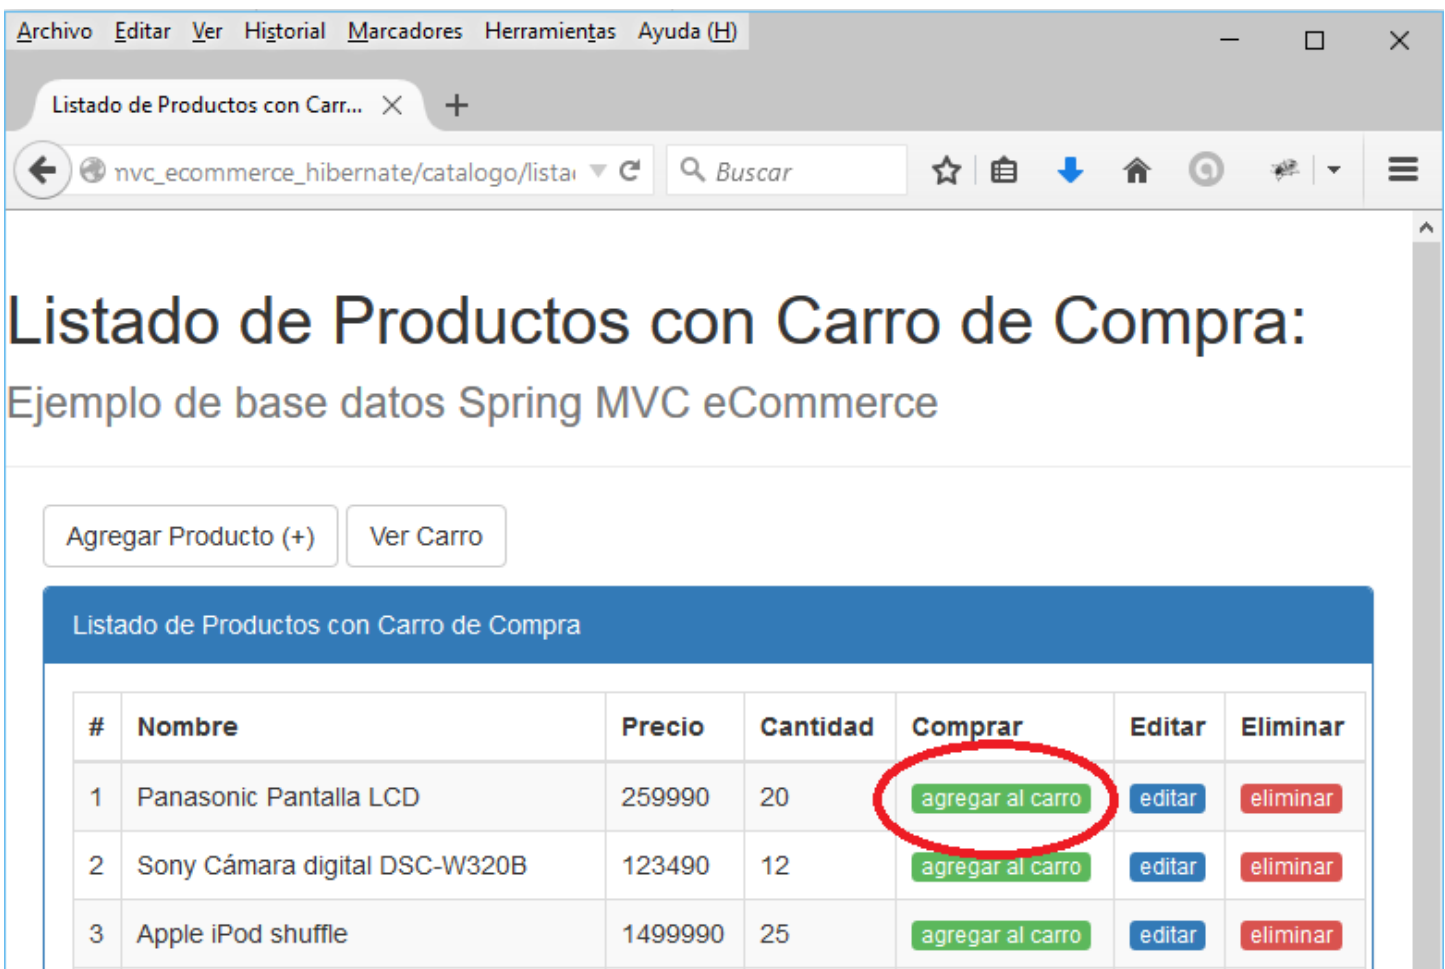 Archivo Editar Ver Historial Marcadores Herramientas Ayuda (H)
Listado de Productos con Carr...
mvc_ecommerce_hibernate/catalogo/lista
Buscar
Listado de Productos con Carro de Compra:
Ejemplo de base datos Spring MVC eCommerce
Agregar Producto (+) Ver Carro
Listado de Productos con Carro de Compra
# Nombre Precio Cantidad Comprar Editar Eliminar
1 Panasonic Pantalla LCD 259990 20 agregar al carro editar eliminar
2 Sony Cámara digital DSC-W320B 123490 12 agregar al carro editar eliminar
3 Apple iPod shuffle 1499990 25 agregar al carro editar eliminar